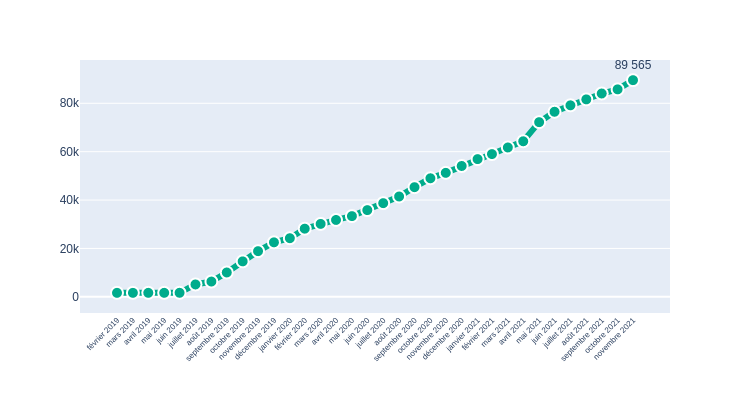 89 565
80k
60k
40k
20k
0
février 2019
mars 2019
avril 2019
mai 2019
juin 2019
juillet 2019
août 2019
septembre 2019
octobre 2019
novembre 2019
décembre 2019
janvier 2020
février 2020
mars 2020
avril 2020
mai 2020
juin 2020
juillet 2020
août 2020
septembre 2020
octobre 2020
novembre 2020
décembre 2020
janvier 2021
février 2021
mars 2021
avril 2021
mai 2021
juin 2021
juillet 2021
août 2021
septembre 2021
octobre 2021
novembre 2021